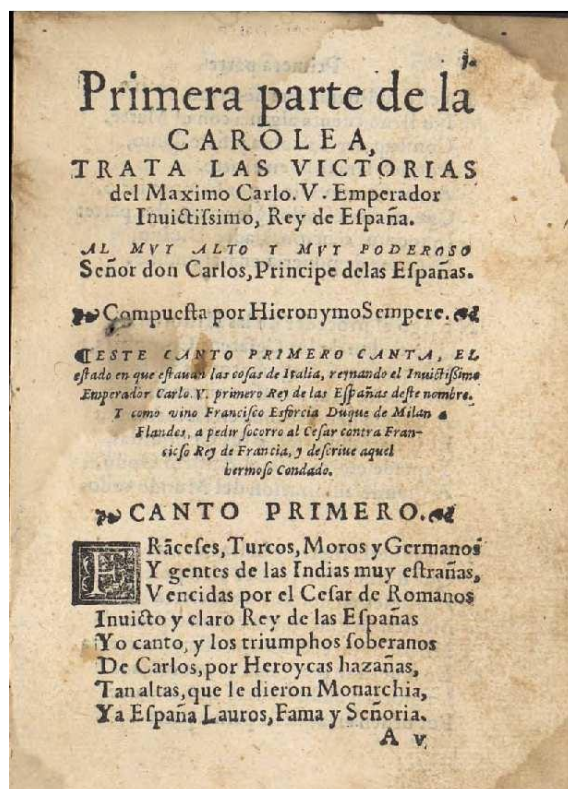 1.
Primera parte de la
CAROLEA,
TRATA LAS VICTORIAS
del Maximo Carlo. V. Emperador
Inuictiſsimo, Rey de Eſpaña.
AL MVY ALTO Y MVY PODEROSO
Señor don Carlos, Principe delas Eſpañas.
Compueſta por Hieronymo Sempere.
¶ESTE CANTO PRIMERO CANTA, EL
eſtado en que eſtauan las coſas de Italia, reynando el Inuictiſsimo
Emperador Carlo. V. primero Rey de las Eſpañas deſte nombre.
Y como vino Franciſco Esforcia Duque de Milan a
Flandes, a pedir ſocorro al Ceſar contra Fran-
ciſco Rey de Francia, y deſcriue aquel
hermoſo Condado.
CANTO PRIMERO.
FRāceſes, Turcos, Moros y Germanos
Y gentes de las Indias muy eſtrañas,
Vencidas por el Ceſar de Romanos
Inuicto y claro Rey de las Eſpañas
Yo canto, y los triumphos ſoberanos
De Carlos, por Heroycas hazañas,
Tan altas, que le dieron Monarchia,
Ya Eſpaña Lauros, Fama y Señoria.
A v